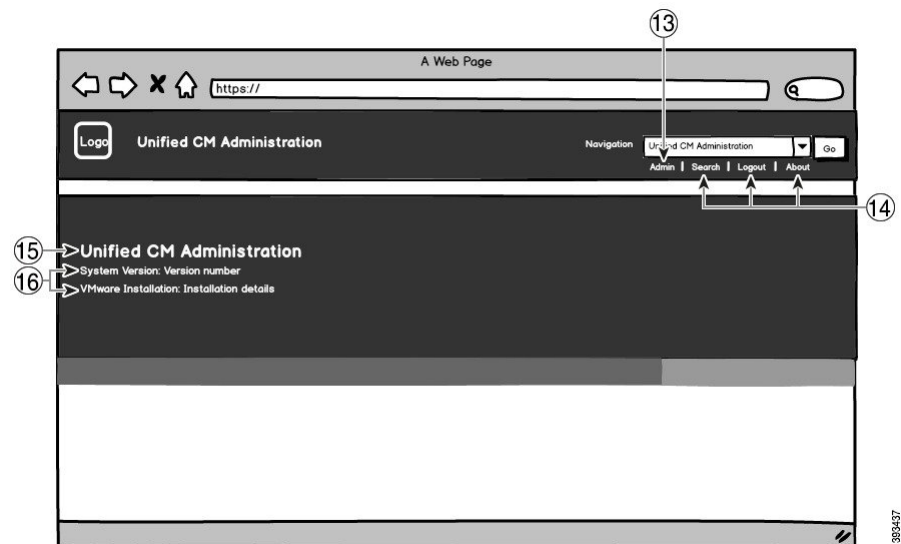 13
A Web Page
https://
Logo
Unified CM Administration
Navigation
Unified CM Administration
Go
Admin | Search | Logout | About
14
15
Unified CM Administration
16
System Version: Version number
VMware Installation: Installation details
393437